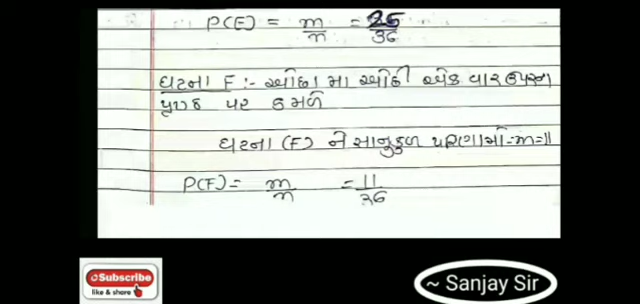 P(E) = m/n = 25/36
ઘટના F :- ઓછા મા ઓછી એક વાર ઉપરના
પૃષ્ઠ પર 6 મળે
ઘટના (F) ને સાનુકુળ પરિણામો = m = 11
P(F) = m/n = 11/36
Subscribe
like & share
~ Sanjay Sir